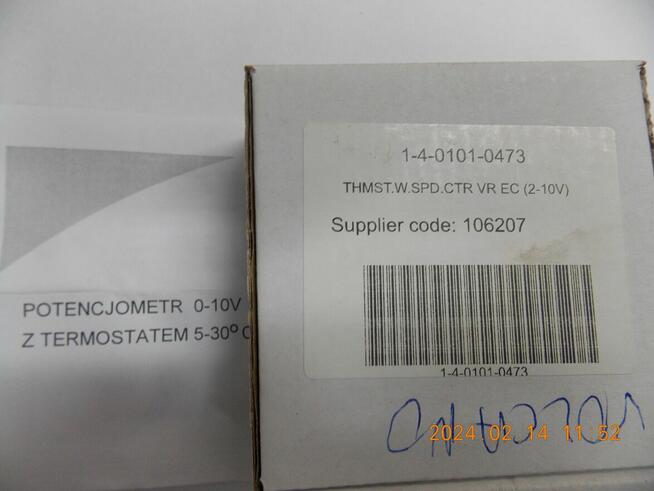 1-4-0101-0473
THMST.W.SPD.CTR VR EC (2-10V)
Supplier code: 106207
1-4-0101-0473
POTENCJOMETR 0-10V
Z TERMOSTATEM 5-30°C
2024.02.14 11:52